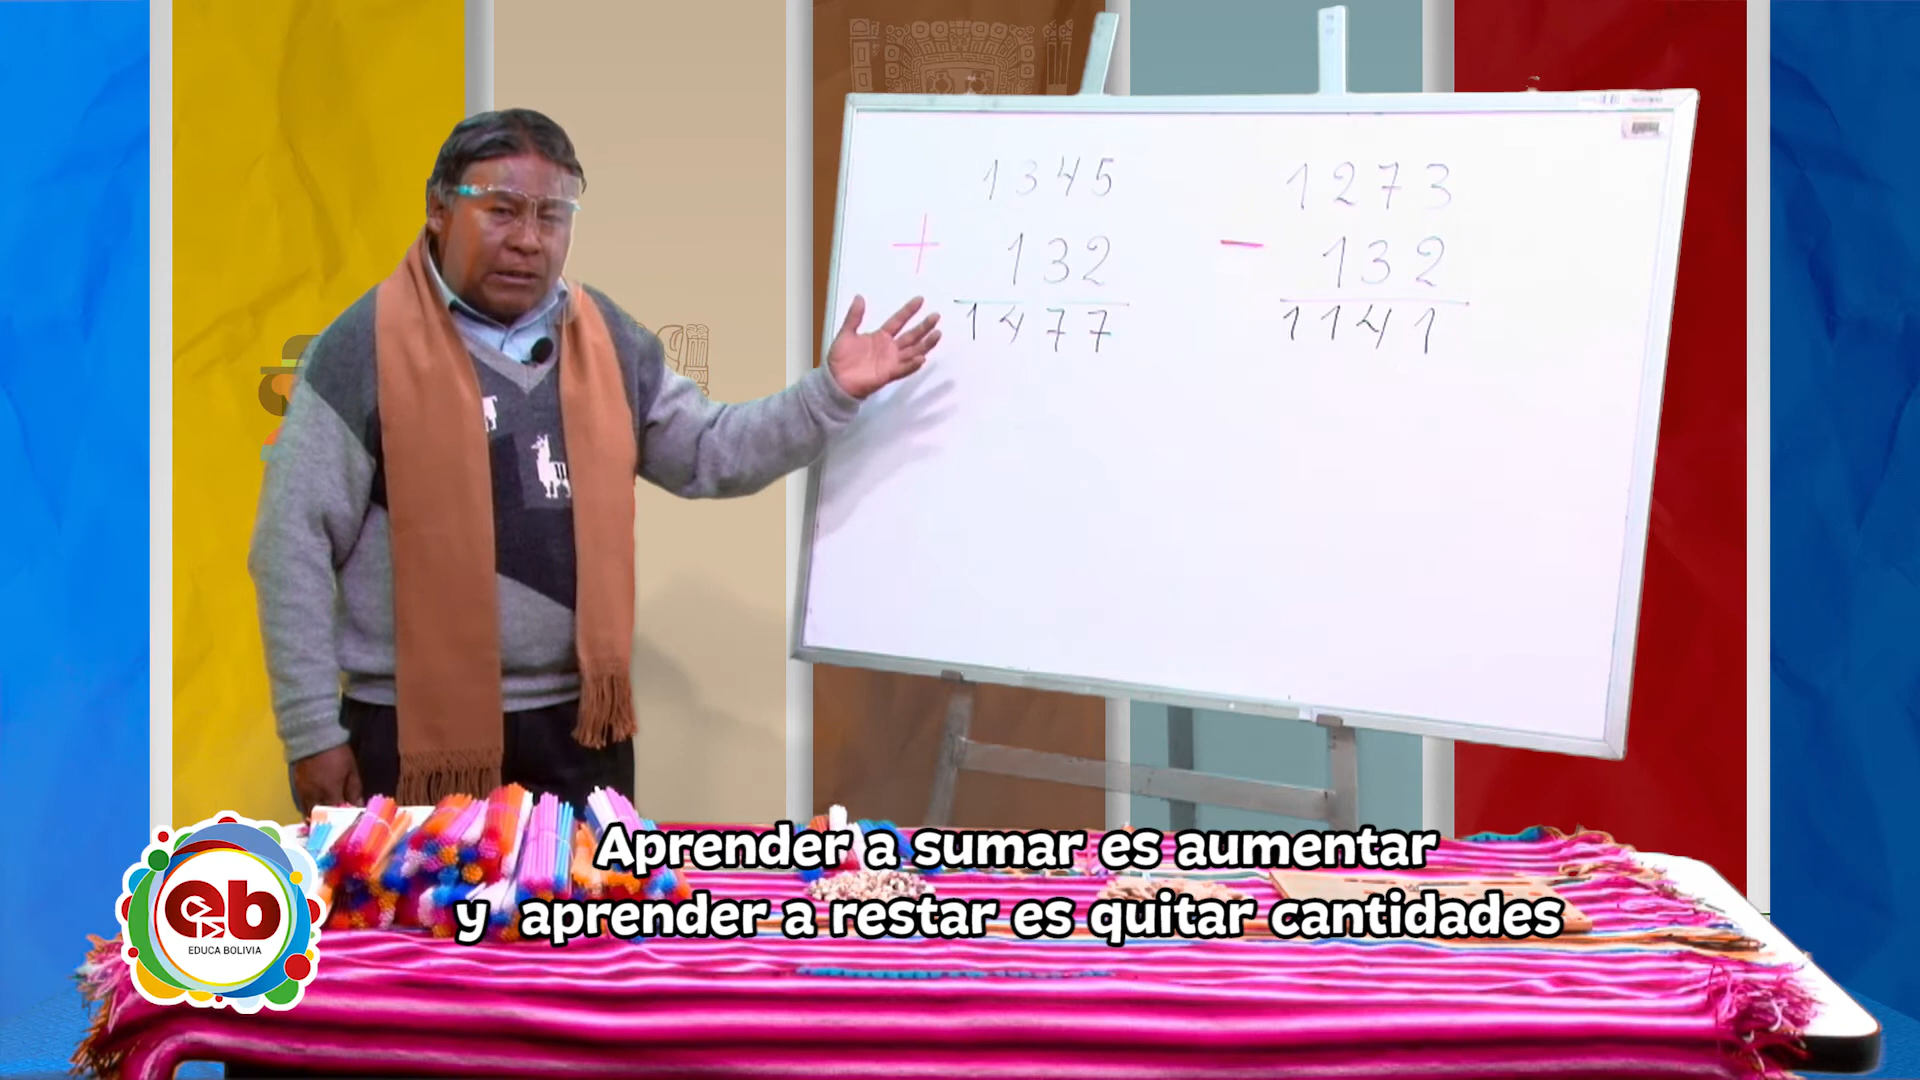 1345
+ 132
1477
1273
- 132
1141
Aprender a sumar es aumentar
y aprender a restar es quitar cantidades
eb
EDUCA BOLIVIA